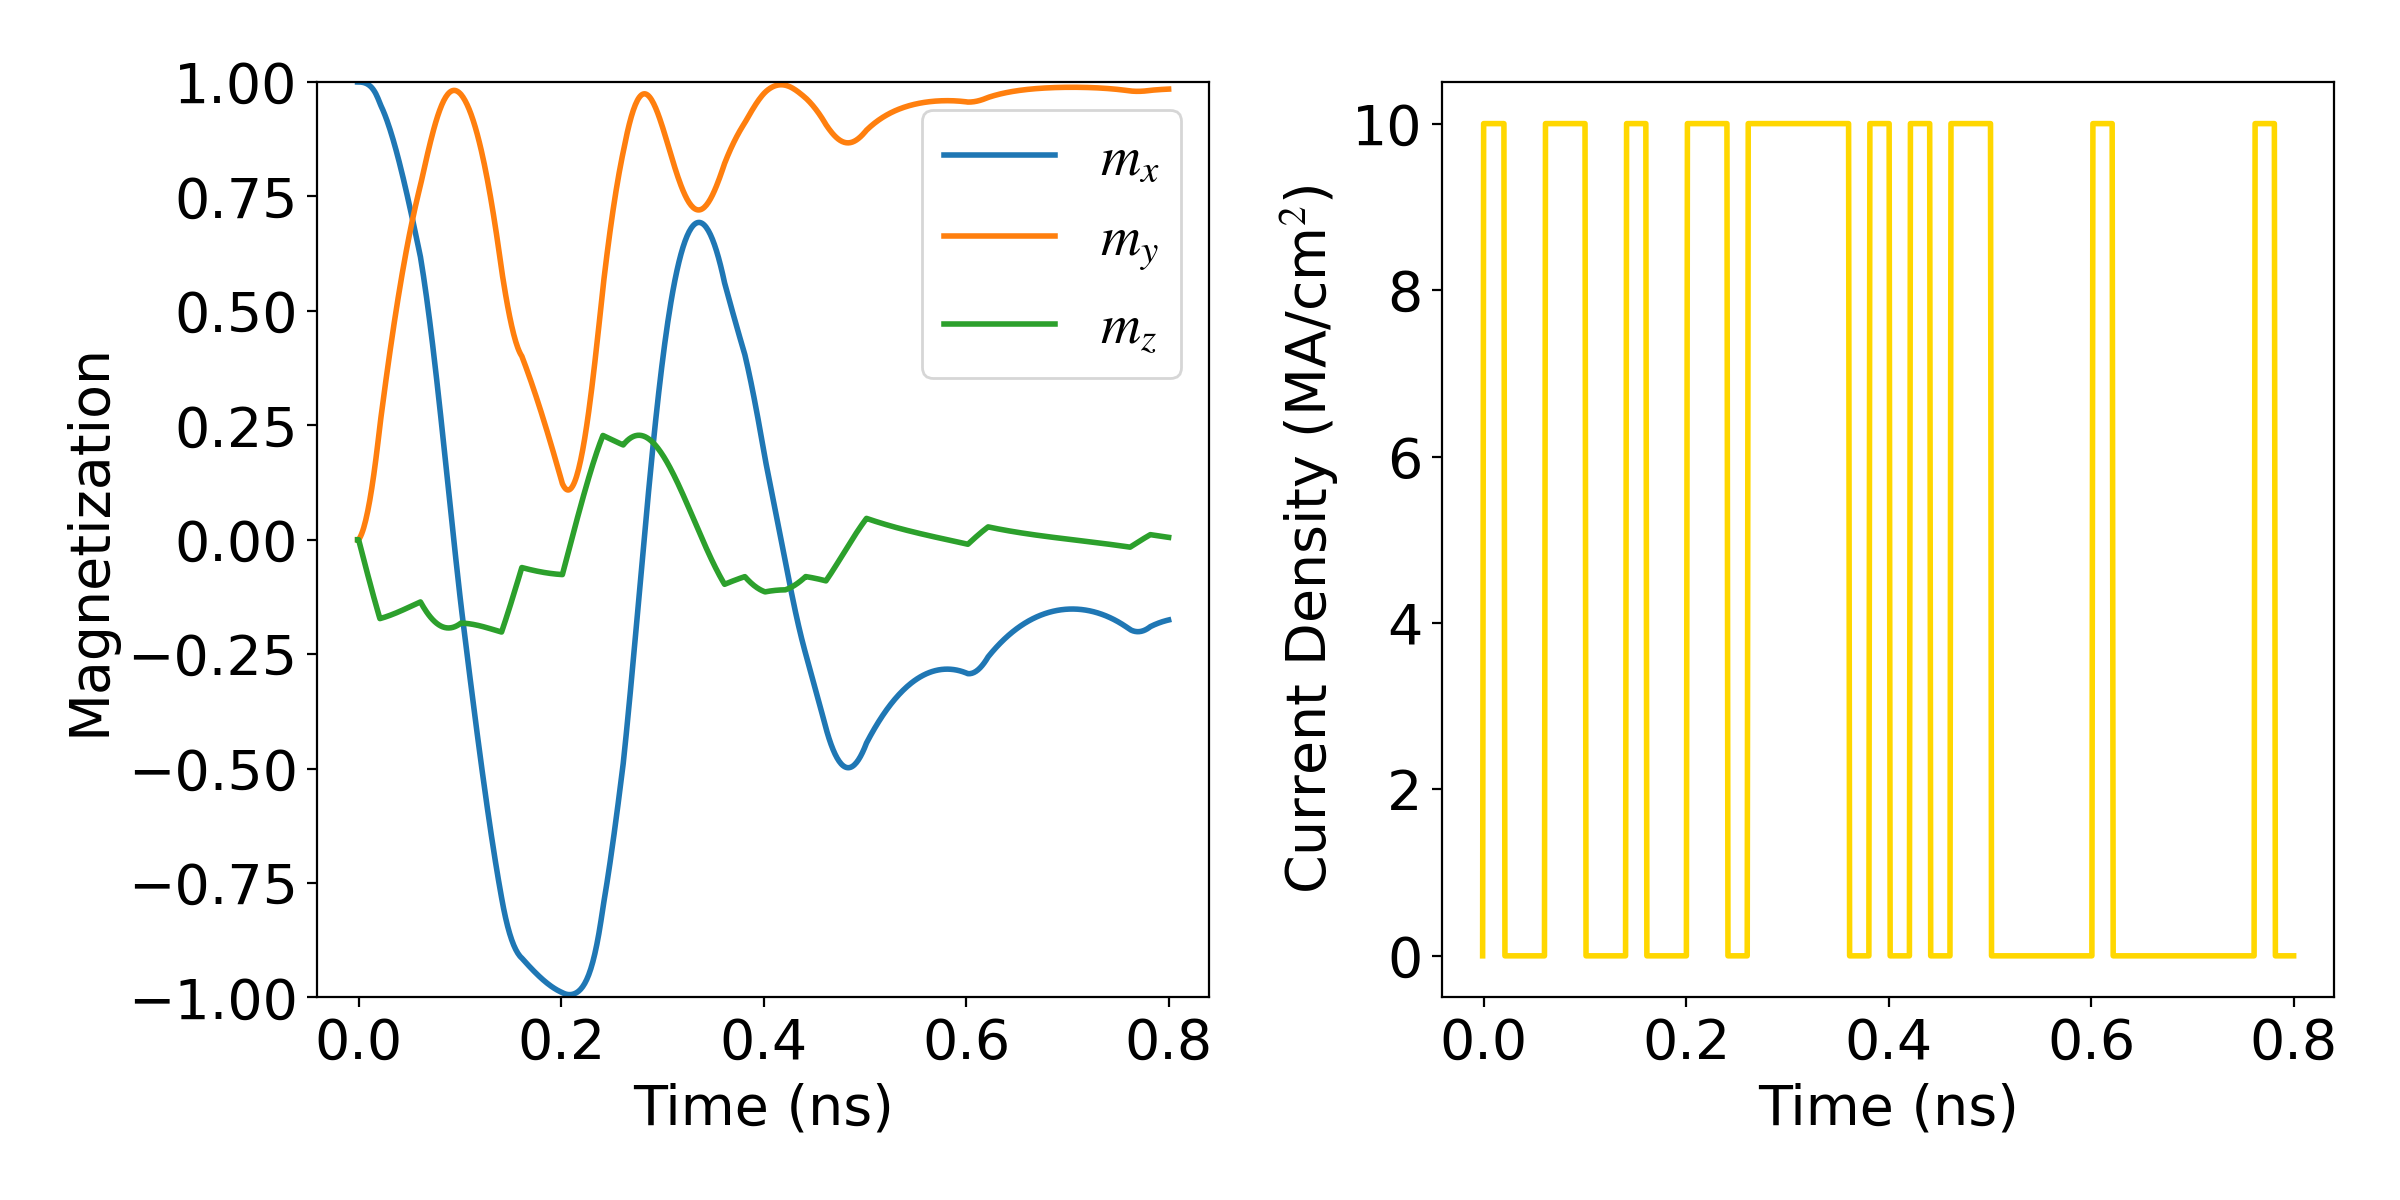 1.00
0.75
0.50
0.25
0.00
−0.25
−0.50
−0.75
−1.00
Magnetization
0.0 0.2 0.4 0.6 0.8
Time (ns)
m_x
m_y
m_z
10
8
6
4
2
0
Current Density (MA/cm²)
0.0 0.2 0.4 0.6 0.8
Time (ns)